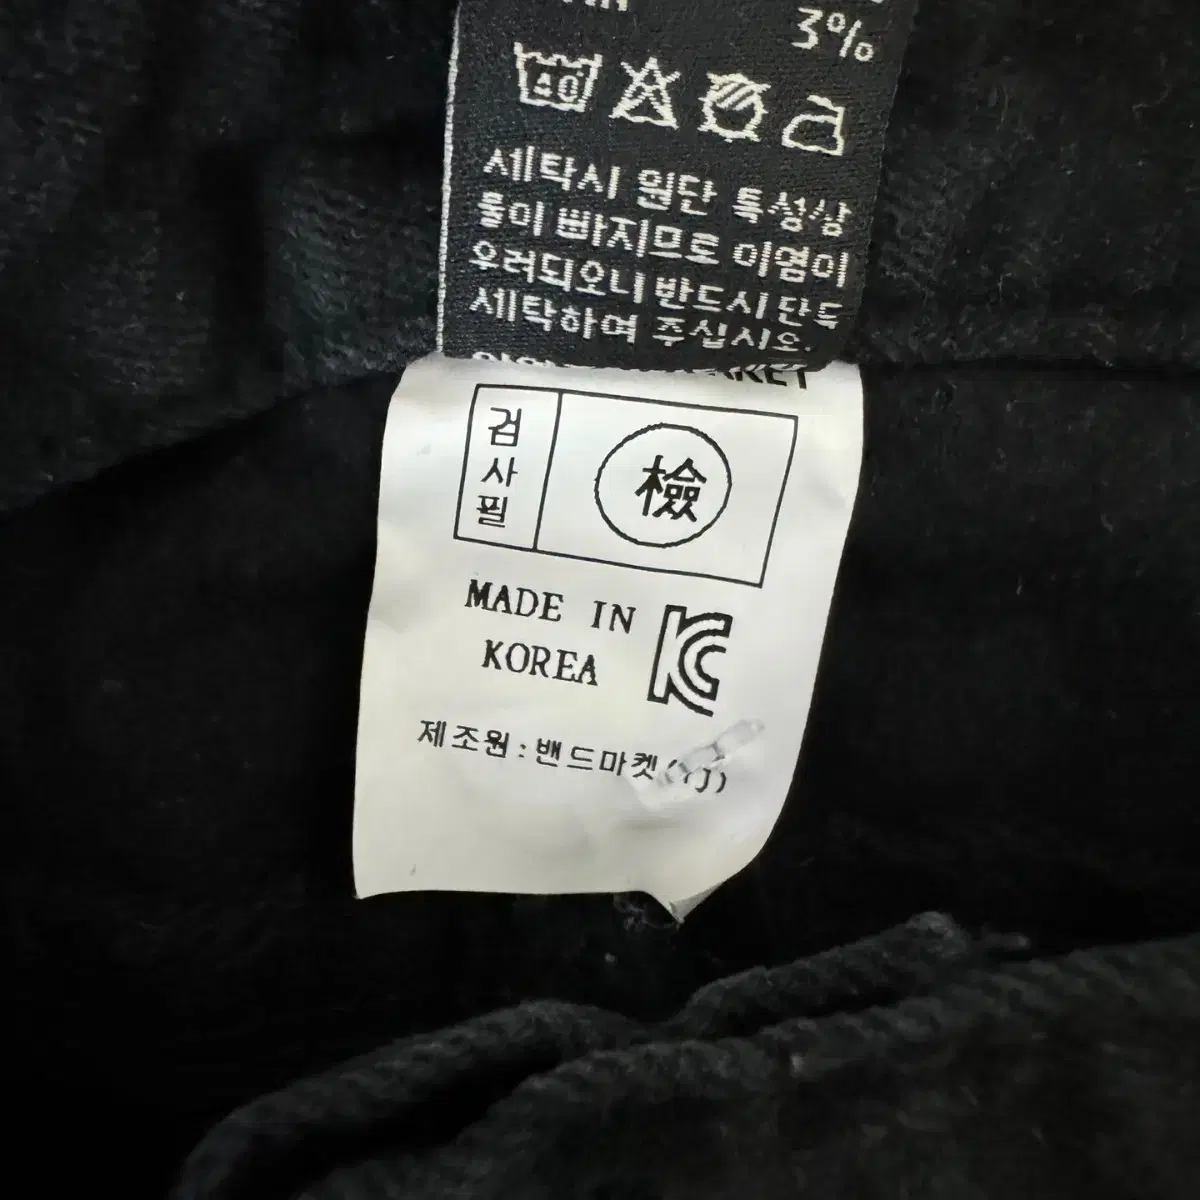 3%
40
세탁시 원단 특성상
물이 빠지므로 이염이
우려되오니 반드시 단독
세탁하여 주십시오.
검사필
檢
MADE IN
KOREA
KC
제조원 : 밴드마켓